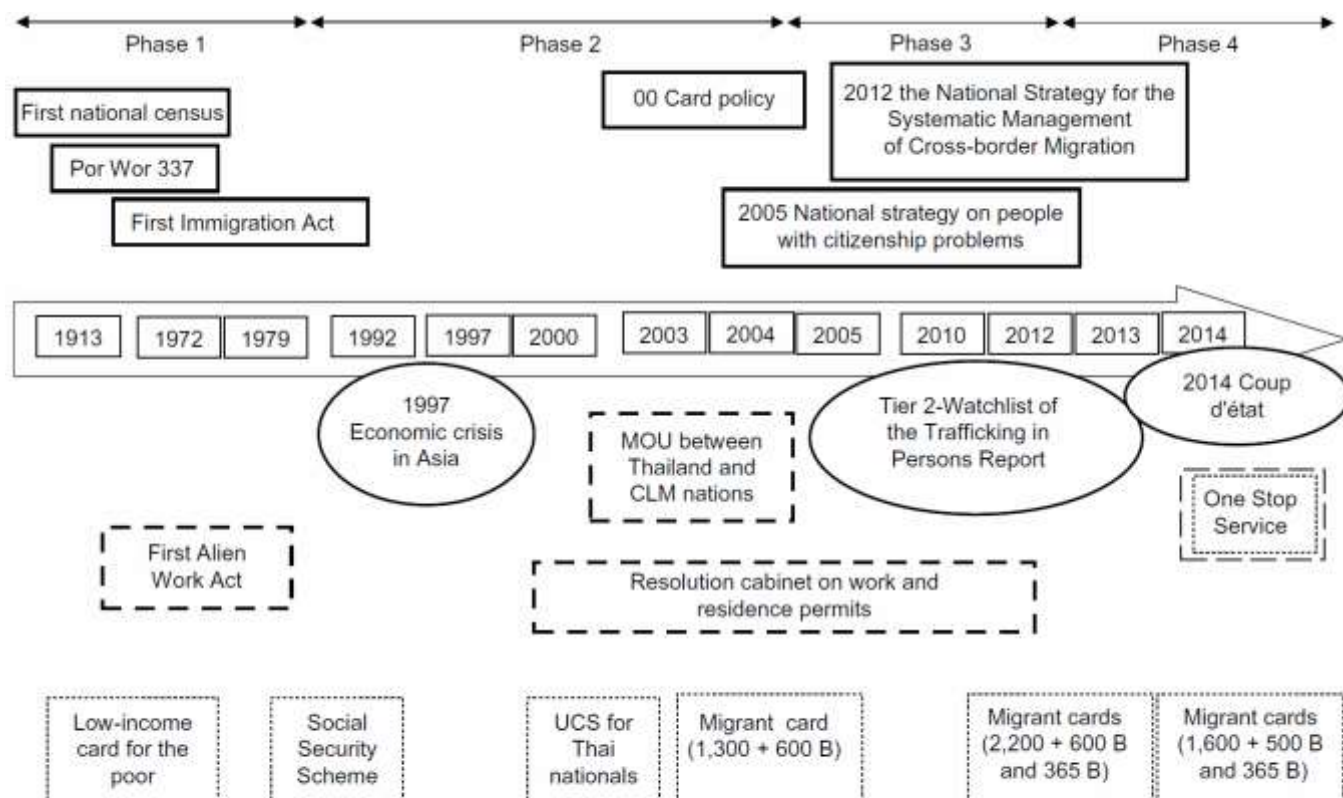 Phase 1
Phase 2
Phase 3
Phase 4
First national census
Por Wor 337
First Immigration Act
00 Card policy
2012 the National Strategy for the
Systematic Management
of Cross-border Migration
2005 National strategy on people
with citizenship problems
1913
1972
1979
1992
1997
2000
2003
2004
2005
2010
2012
2013
2014
1997
Economic crisis
in Asia
MOU between
Thailand and
CLM nations
Tier 2-Watchlist of
the Trafficking in
Persons Report
2014 Coup
d'état
One Stop
Service
First Alien
Work Act
Resolution cabinet on work and
residence permits
Low-income
card for the
poor
Social
Security
Scheme
UCS for
Thai
nationals
Migrant card
(1,300 + 600 B)
Migrant cards
(2,200 + 600 B
and 365 B)
Migrant cards
(1,600 + 500 B
and 365 B)